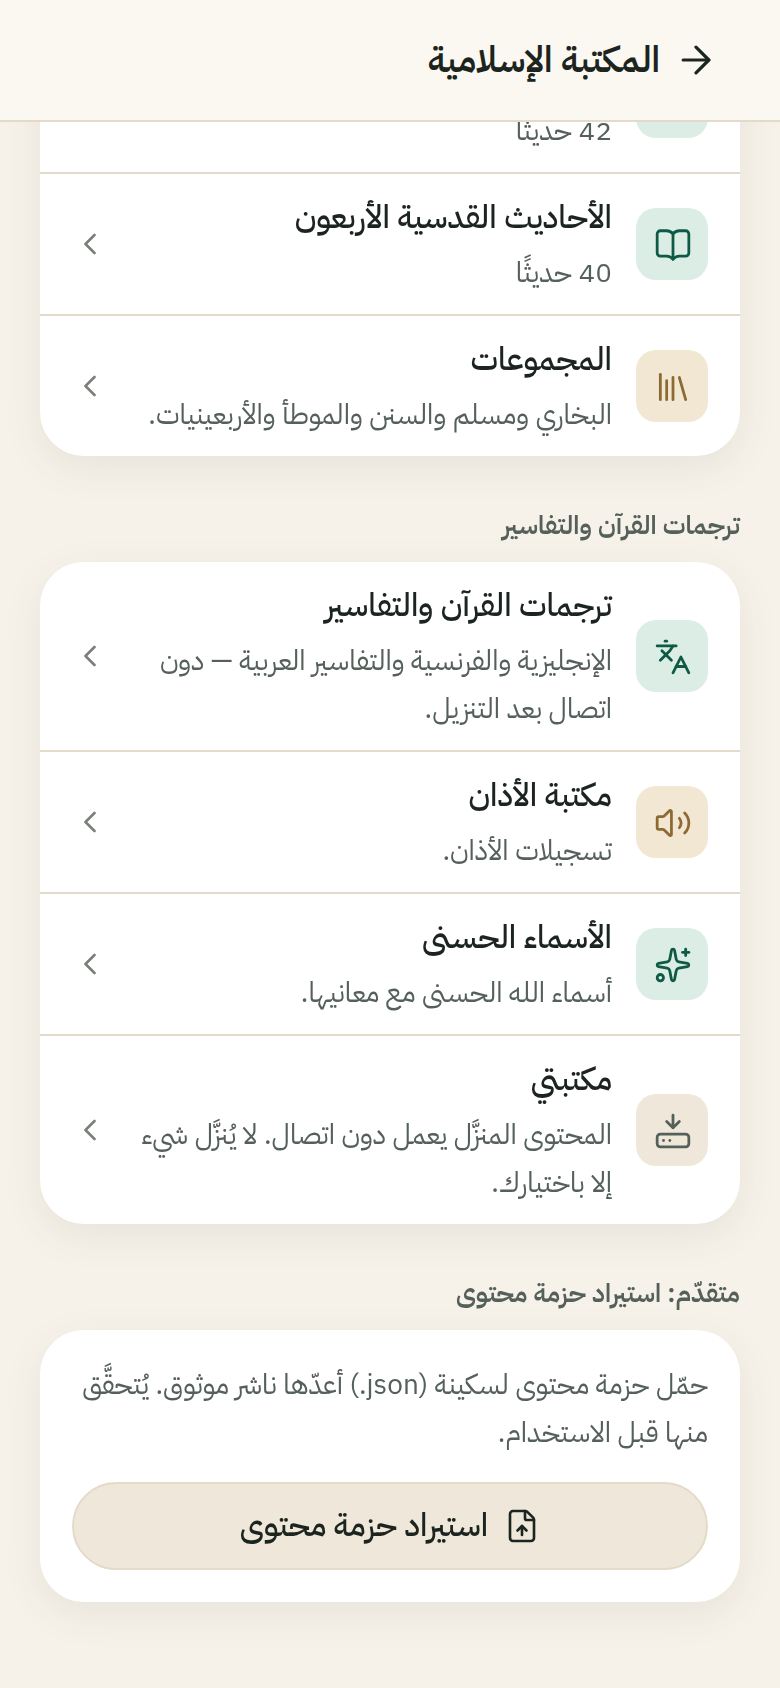 المكتبة الإسلامية
42 حديثًا
الأحاديث القدسية الأربعون
40 حديثًا
المجموعات
البخاري ومسلم والسنن والموطأ والأربعينيات.
ترجمات القرآن والتفاسير
ترجمات القرآن والتفاسير
الإنجليزية والفرنسية والتفاسير العربية — دون
اتصال بعد التنزيل.
مكتبة الأذان
تسجيلات الأذان.
الأسماء الحسنى
أسماء الله الحسنى مع معانيها.
مكتبتي
المحتوى المنزَّل يعمل دون اتصال. لا يُنزَّل شيء
إلا باختيارك.
متقدّم: استيراد حزمة محتوى
حمّل حزمة محتوى لسكينة (.json) أعدّها ناشر موثوق. يُتحقَّق
منها قبل الاستخدام.
استيراد حزمة محتوى